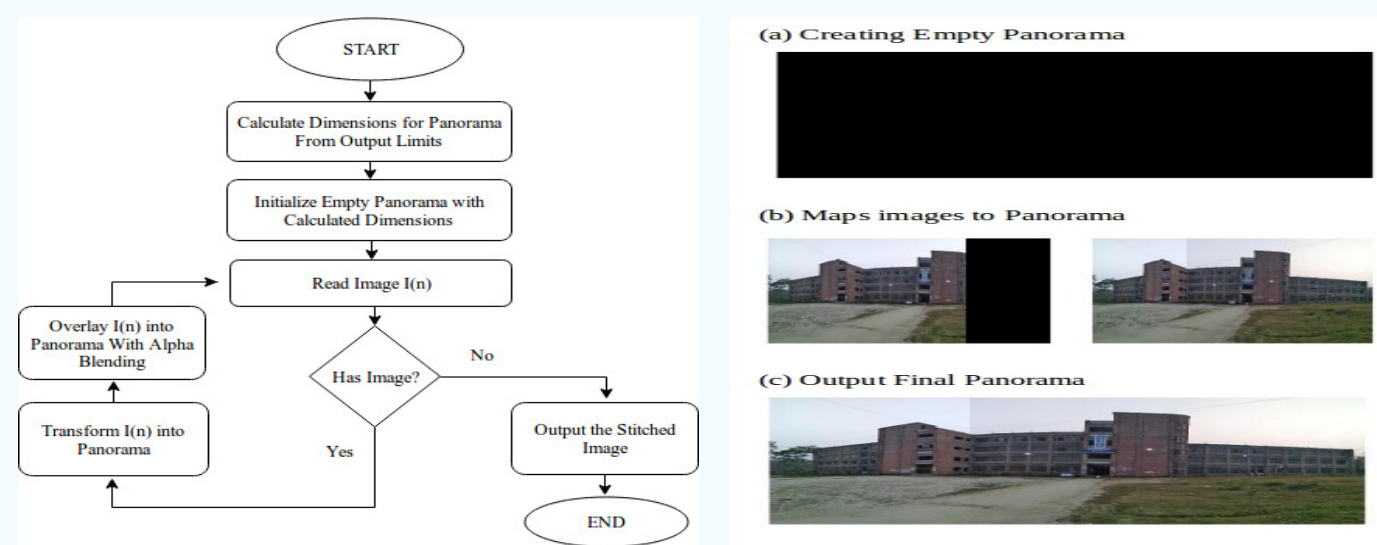 START
Calculate Dimensions for Panorama
From Output Limits
Initialize Empty Panorama with
Calculated Dimensions
Read Image I(n)
Has Image?
No
Yes
Transform I(n) into
Panorama
Overlay I(n) into
Panorama With Alpha
Blending
Output the Stitched
Image
END
(a) Creating Empty Panorama
(b) Maps images to Panorama
(c) Output Final Panorama